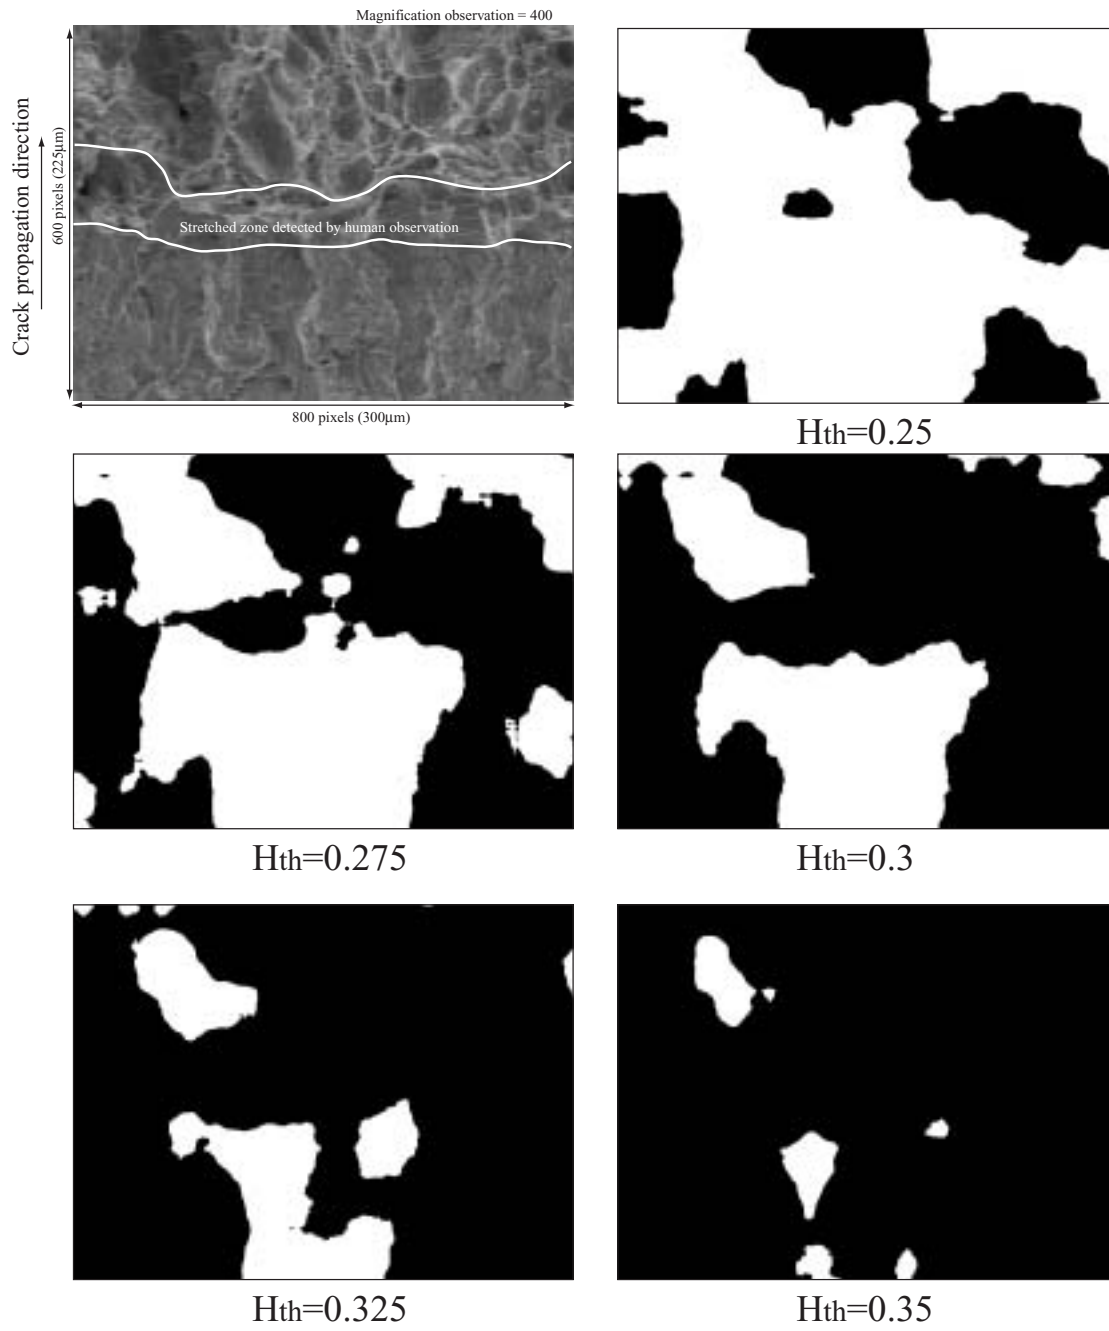 Magnification observation = 400
Crack propagation direction
600 pixels (225μm)
Stretched zone detected by human observation
800 pixels (300μm)
Hth=0.25
Hth=0.275
Hth=0.3
Hth=0.325
Hth=0.35